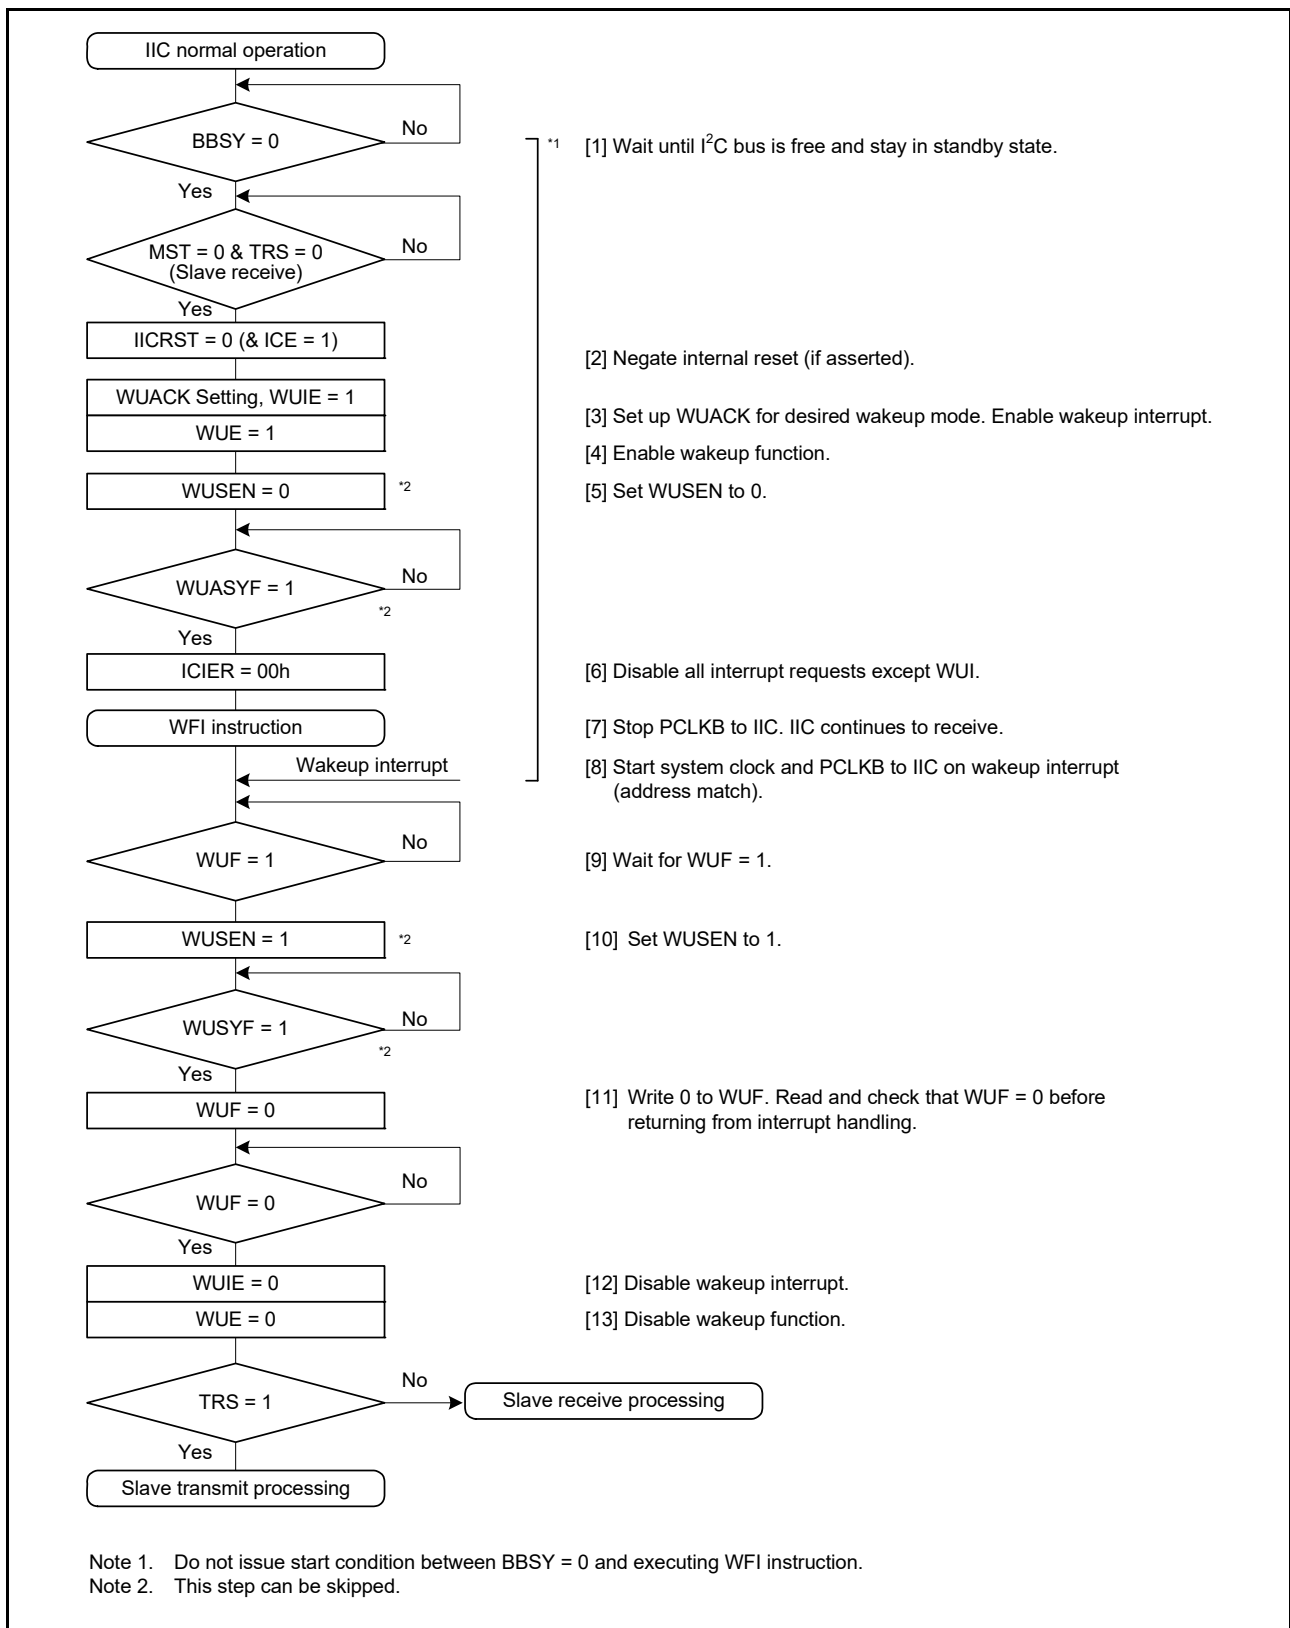 IIC normal operation
BBSY = 0
No
*1
[1] Wait until I²C bus is free and stay in standby state.
Yes
MST = 0 & TRS = 0
(Slave receive)
No
Yes
IICRST = 0 (& ICE = 1)
[2] Negate internal reset (if asserted).
WUACK Setting, WUIE = 1
[3] Set up WUACK for desired wakeup mode. Enable wakeup interrupt.
WUE = 1
[4] Enable wakeup function.
WUSEN = 0
*2
[5] Set WUSEN to 0.
WUASYF = 1
No
*2
Yes
ICIER = 00h
[6] Disable all interrupt requests except WUI.
WFI instruction
[7] Stop PCLKB to IIC. IIC continues to receive.
Wakeup interrupt
[8] Start system clock and PCLKB to IIC on wakeup interrupt
(address match).
WUF = 1
No
[9] Wait for WUF = 1.
WUSEN = 1
*2
[10] Set WUSEN to 1.
WUSYF = 1
No
*2
Yes
WUF = 0
[11] Write 0 to WUF. Read and check that WUF = 0 before
returning from interrupt handling.
WUF = 0
No
Yes
WUIE = 0
[12] Disable wakeup interrupt.
WUE = 0
[13] Disable wakeup function.
TRS = 1
No
Slave receive processing
Yes
Slave transmit processing
Note 1. Do not issue start condition between BBSY = 0 and executing WFI instruction.
Note 2. This step can be skipped.